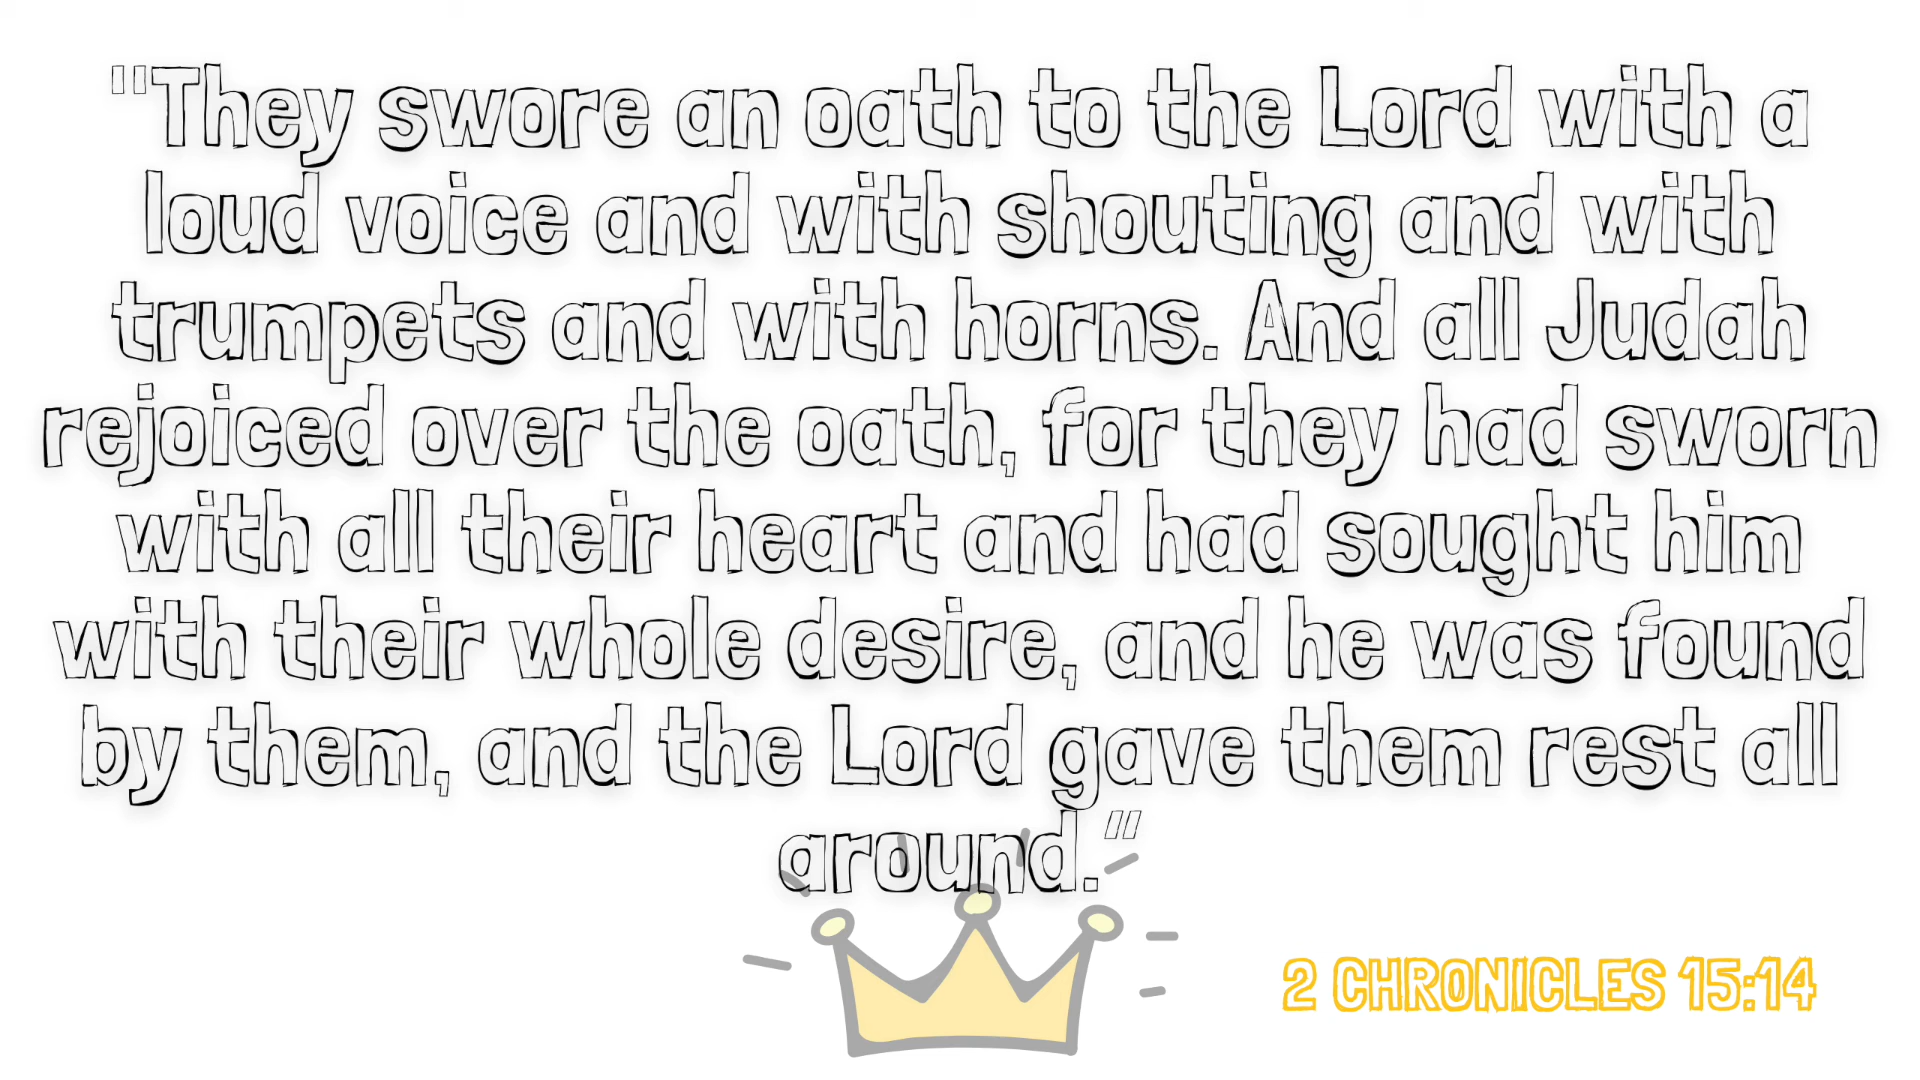 "They swore an oath to the Lord with a
loud voice and with shouting and with
trumpets and with horns. And all Judah
rejoiced over the oath, for they had sworn
with all their heart and had sought him
with their whole desire, and he was found
by them, and the Lord gave them rest all
around."
2 CHRONICLES 15:14